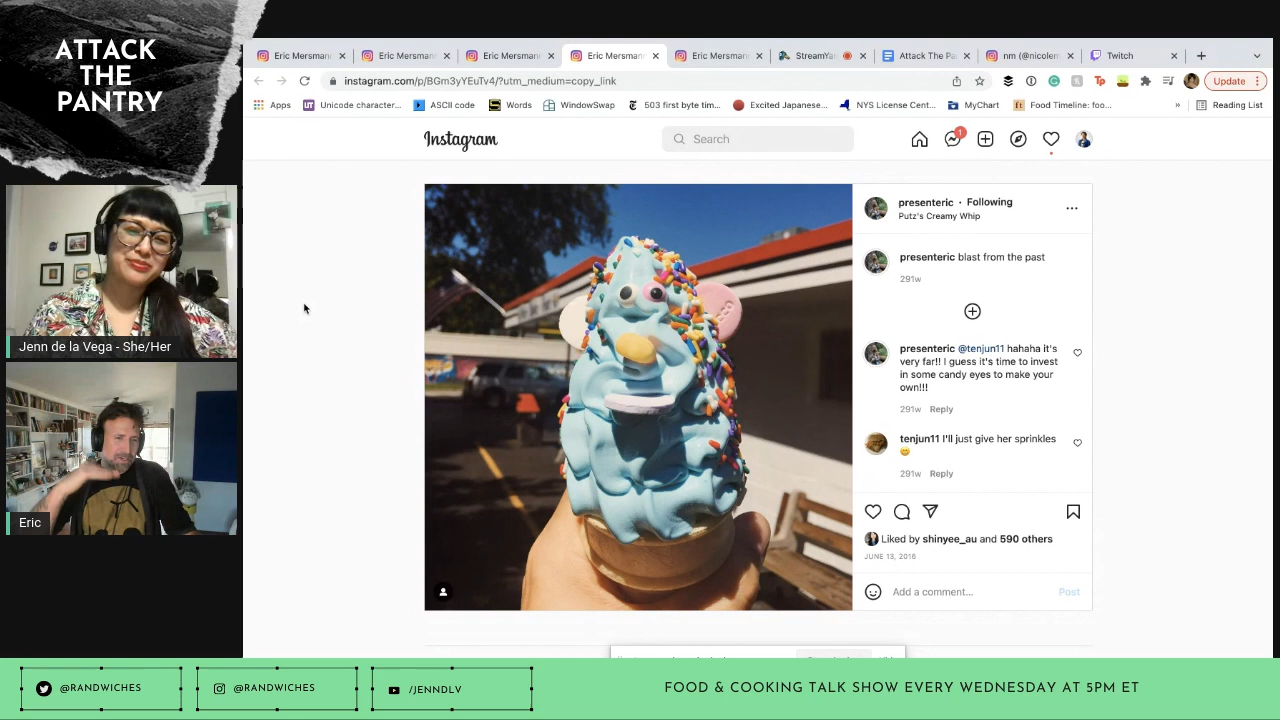 ATTACK
THE
PANTRY
Eric Mersman
Eric Mersman
Eric Mersman
Eric Mersman
Eric Mersman
StreamI
Attack The Pa
nm (@nicolem
Twitch
instagram.com/p/BGm3yYEuTv4/?utm_medium=copy_link
Update
Apps
Unicode character...
ASCII code
Words
WindowSwap
503 first byte tim...
Excited Japanese...
NYS License Cent...
MyChart
Food Timeline: foo...
»
Reading List
Instagram
Search
1
presenteric • Following
Putz's Creamy Whip
presenteric blast from the past
291w
presenteric @tenjun11 hahaha it's
very far!! I guess it's time to invest
in some candy eyes to make your
own!!!
291w Reply
tenjun11 I'll just give her sprinkles
291w Reply
Liked by shinyee_au and 590 others
JUNE 13, 2016
Add a comment...
Post
Jenn de la Vega - She/Her
Eric
@RANDWICHES
@RANDWICHES
/JENNDLV
FOOD & COOKING TALK SHOW EVERY WEDNESDAY AT 5PM ET